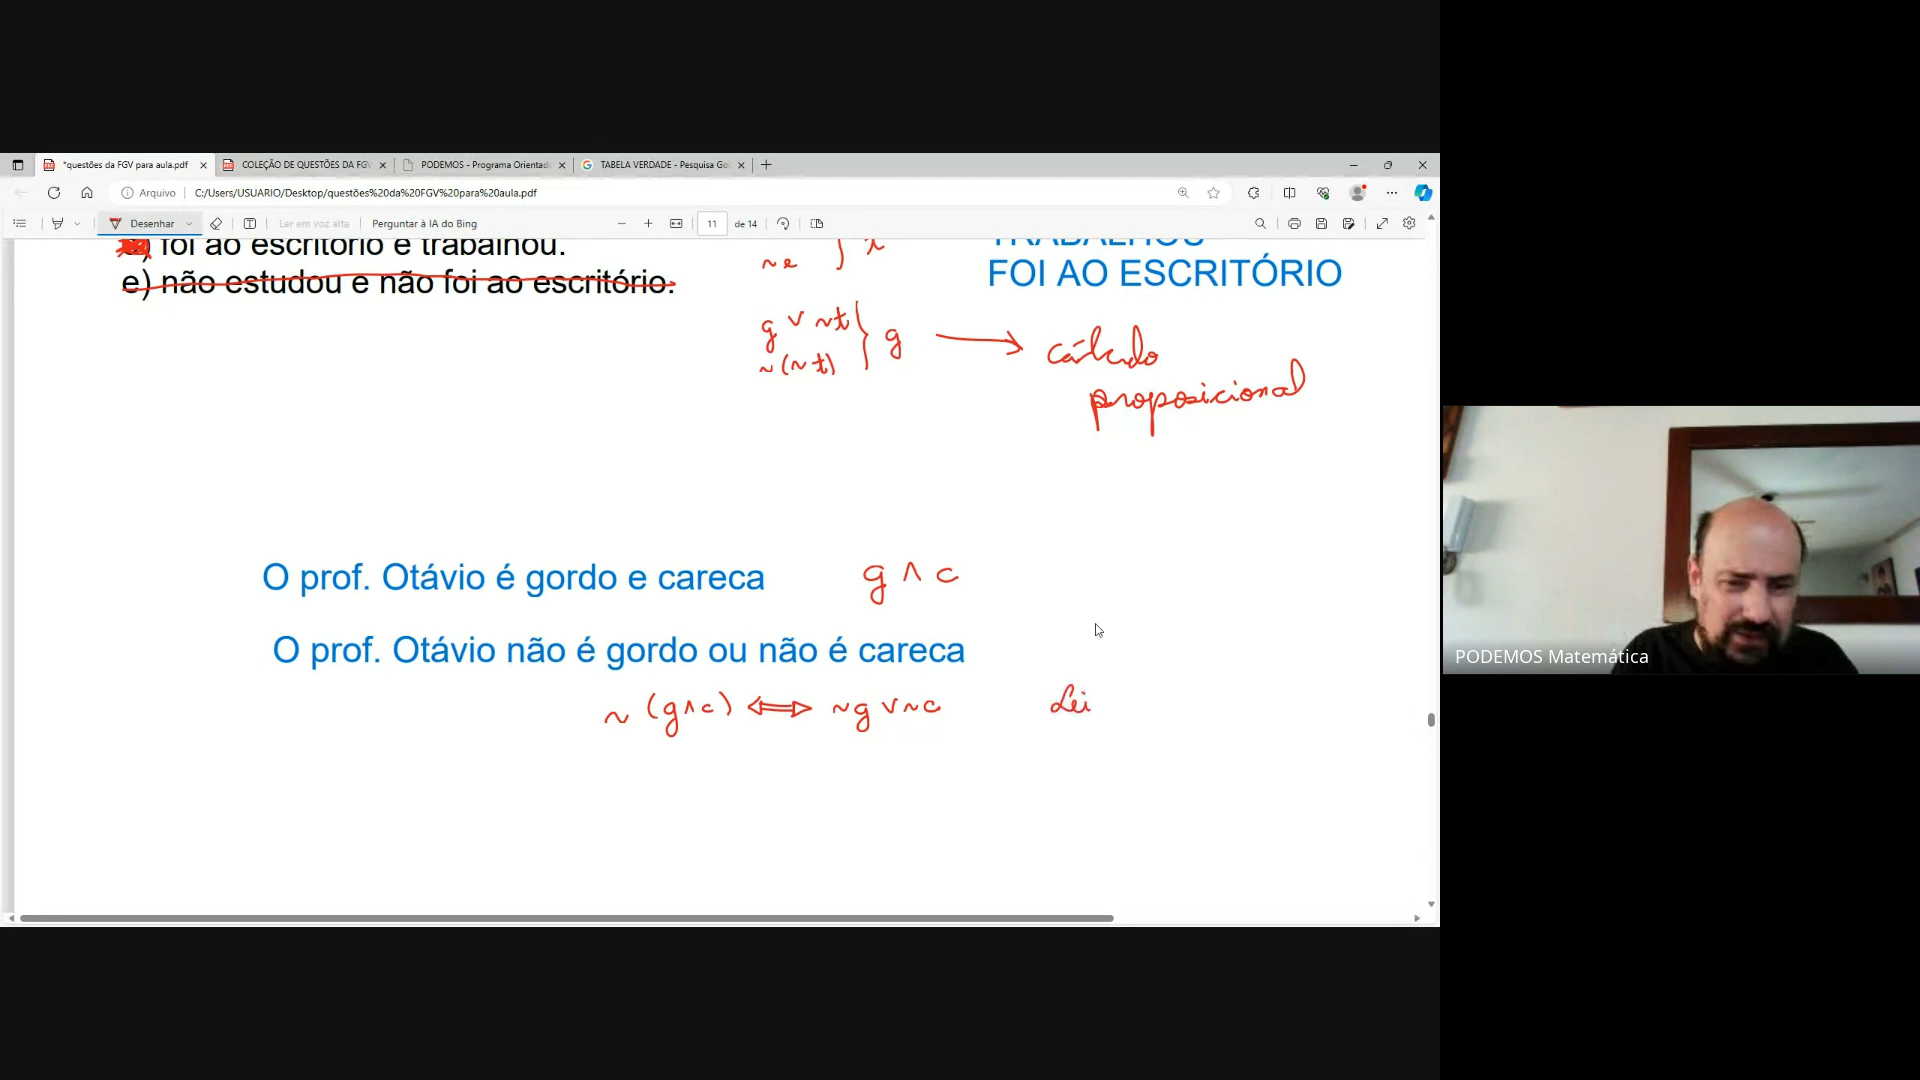 *questões da FGV para aula.pdf
COLEÇÃO DE QUESTÕES DA FGV
PODEMOS - Programa Orientad
TABELA VERDADE - Pesquisa Go
Arquivo
C:/Users/USUARIO/Desktop/questões%20da%20FGV%20para%20aula.pdf
Desenhar
Ler em voz alta
Perguntar à IA do Bing
11
de 14
foi ao escritório e trabalhou.
TRABALHOU
~e
e) não estudou e não foi ao escritório.
FOI AO ESCRITÓRIO
g ∨ ~t
~(~t)
g
cálculo
proposicional
O prof. Otávio é gordo e careca
g ∧ c
O prof. Otávio não é gordo ou não é careca
~ (g∧c) ⟺ ~g ∨ ~c
Lei
PODEMOS Matemática